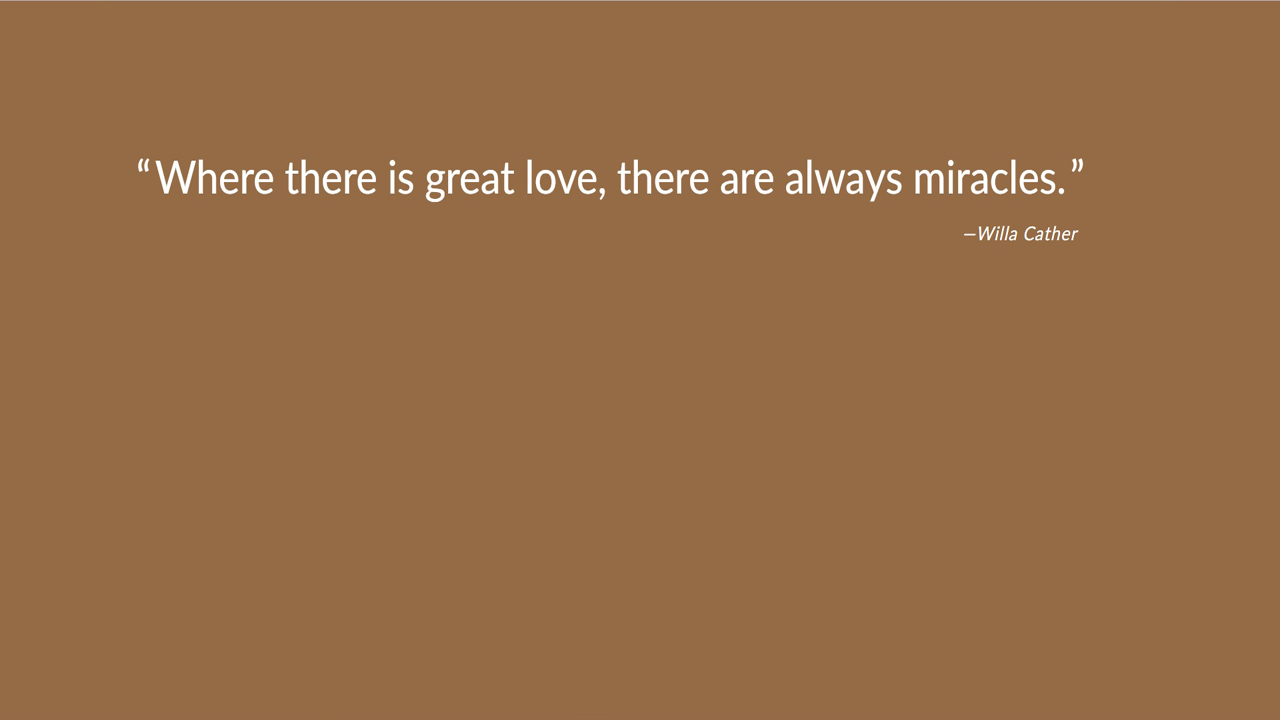 “Where there is great love, there are always miracles.”
—Willa Cather